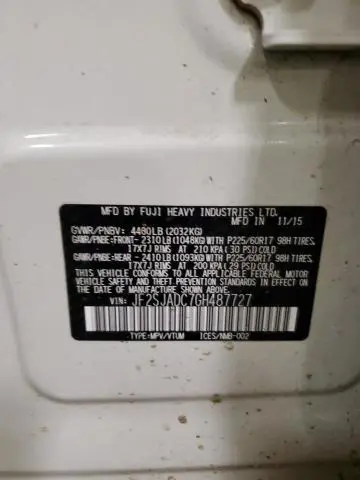 MFD BY FUJI HEAVY INDUSTRIES LTD.
GVWR/PNBV: 4480LB (2032KG) MFD IN 11/15
GAWR/PNBE:FRONT- 2310LB (1048KG) WITH P225/60R17 98H TIRES,
17X7J RIMS AT 210 KPA ( 30 PSI) COLD
GAWR/PNBE:REAR - 2410LB (1093KG) WITH P225/60R17 98H TIRES,
17X7J RIMS AT 200 KPA ( 29 PSI) COLD
THIS VEHICLE CONFORMS TO ALL APPLICABLE FEDERAL MOTOR
VEHICLE SAFETY BUMPER AND THEFT PREVENTION STANDARDS
IN EFFECT ON THE DATE OF MANUFACTURE SHOWN ABOVE.
VIN: JF2SJADC7GH487727
TYPE:MPV/VTUM ICES/NMB-002